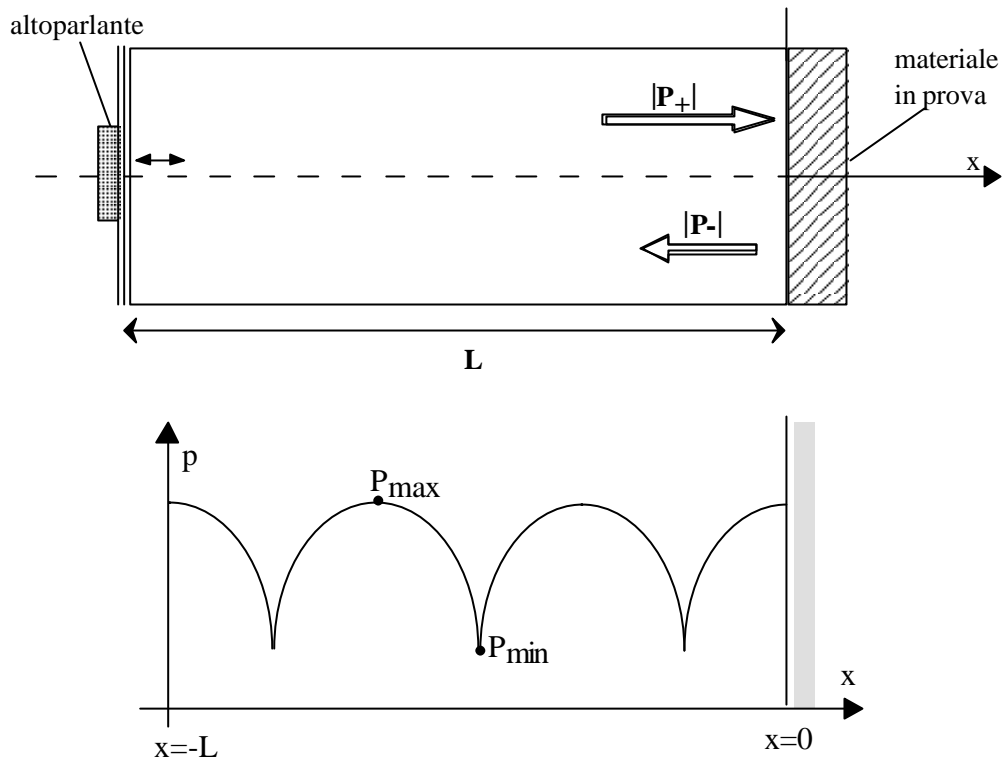 altoparlante
materiale
in prova
|P+|
x
|P-|
L
p
Pmax
Pmin
x
x=-L
x=0